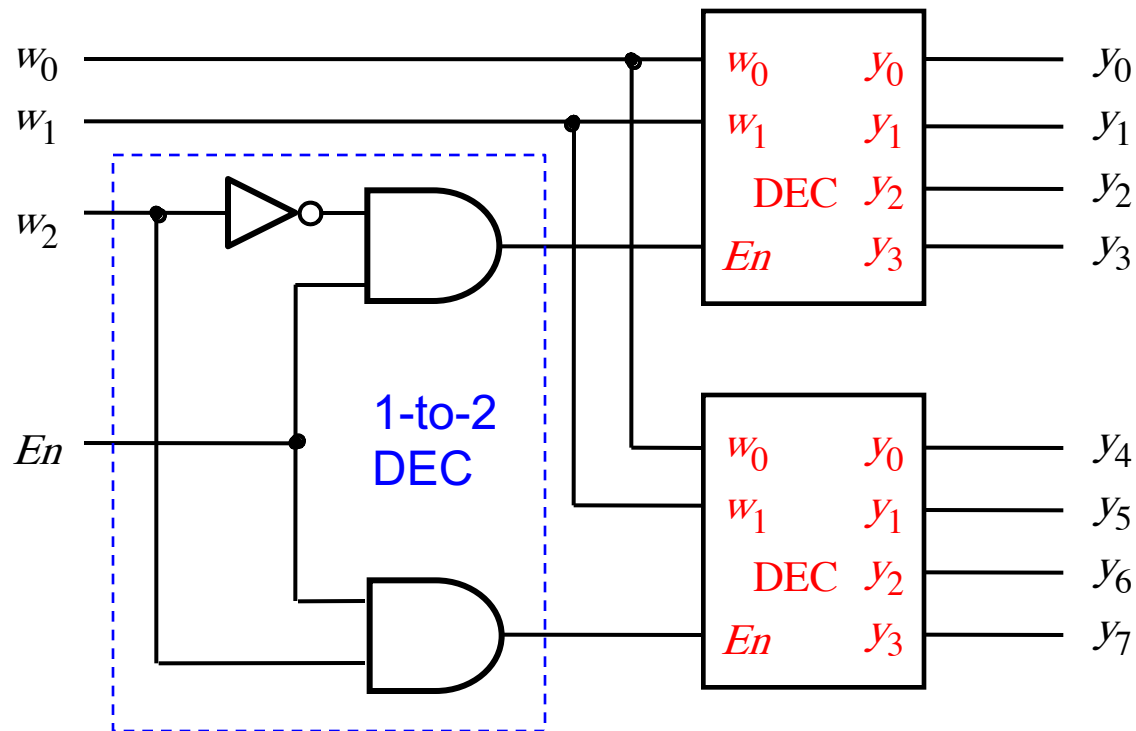 w₀
w₁
w₂
En
1-to-2
DEC
w₀ y₀
w₁ y₁
DEC y₂
En y₃
w₀ y₀
w₁ y₁
DEC y₂
En y₃
y₀
y₁
y₂
y₃
y₄
y₅
y₆
y₇